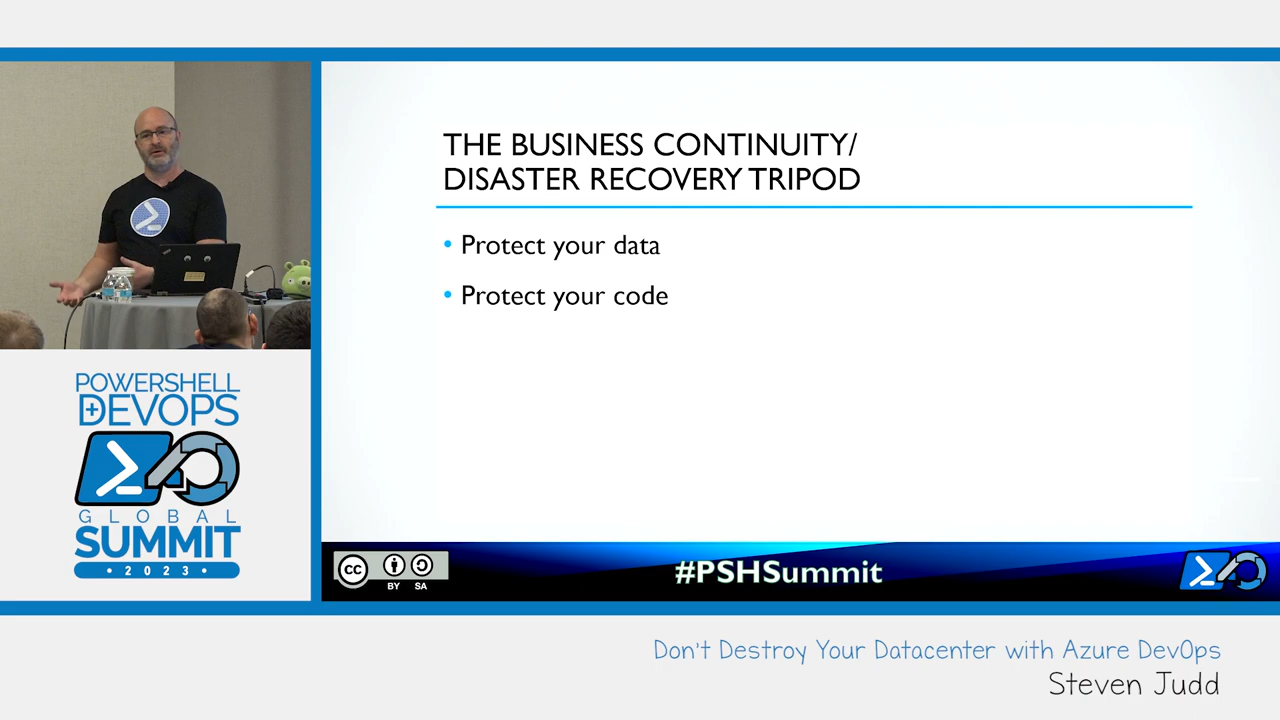 THE BUSINESS CONTINUITY/
DISASTER RECOVERY TRIPOD
• Protect your data
• Protect your code
POWERSHELL
+DEVOPS
GLOBAL
SUMMIT
• 2023 •
cc
BY SA
#PSHSummit
Don't Destroy Your Datacenter with Azure DevOps
Steven Judd